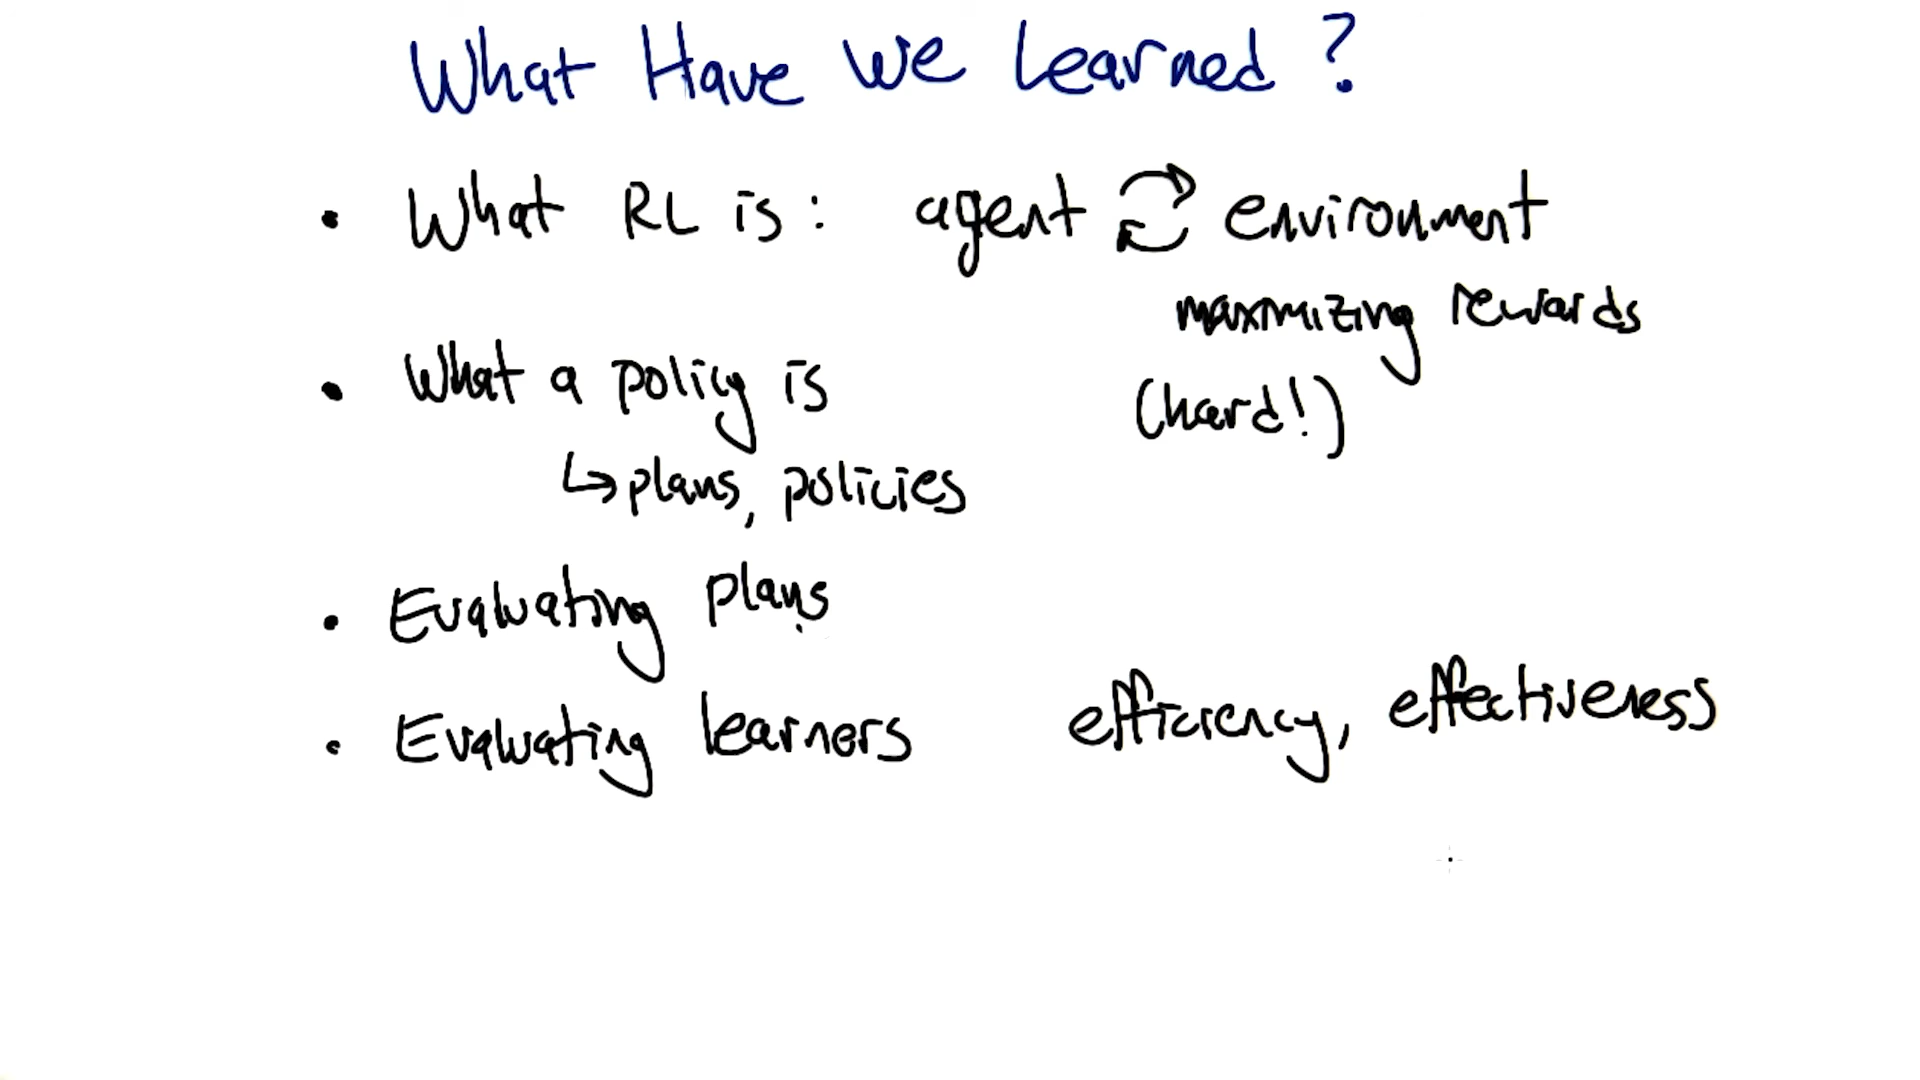 What Have We Learned?
• What RL is: agent environment
maximizing rewards
• What a policy is (hard!)
↳ plans, policies
• Evaluating plans
• Evaluating learners efficiency, effectiveness